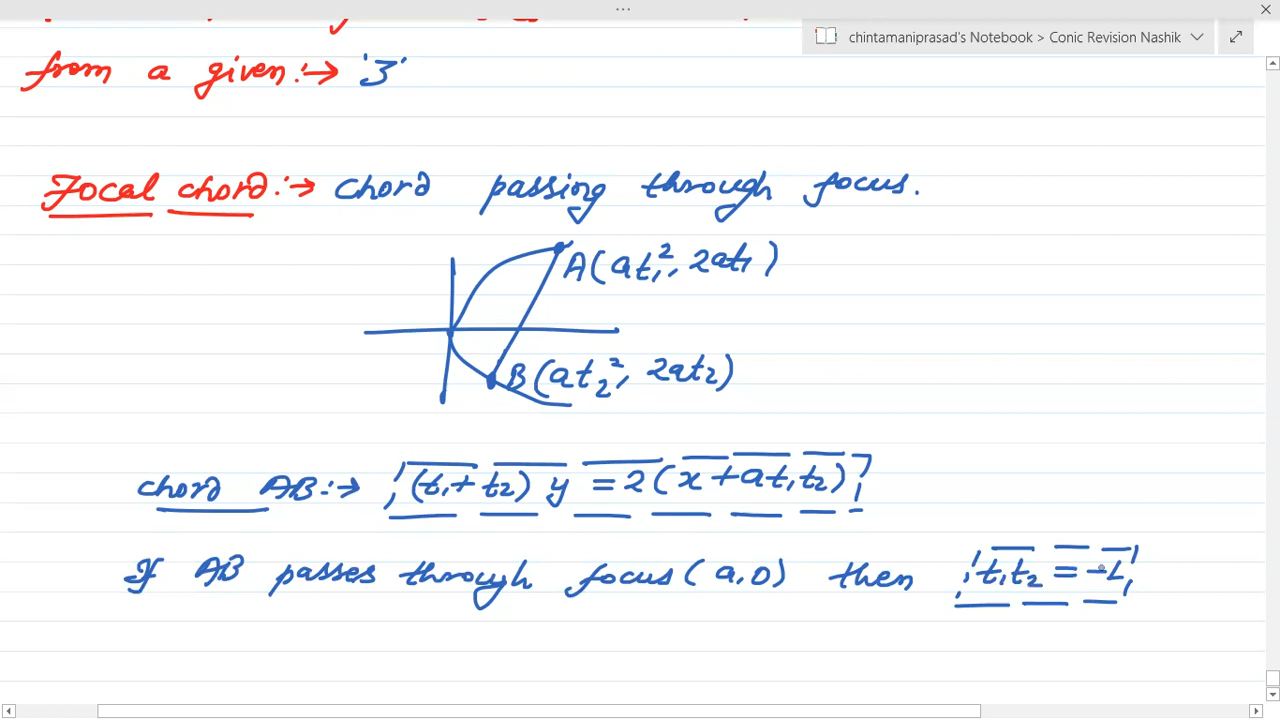 chintamaniprasad's Notebook > Conic Revision Nashik
from a given :→ '3'
Focal chord :→ chord passing through focus.
A(at₁², 2at₁)
B(at₂², 2at₂)
chord AB :→ (t₁+t₂) y = 2(x+at₁t₂)
If AB passes through focus (a,0) then t₁t₂ = -1